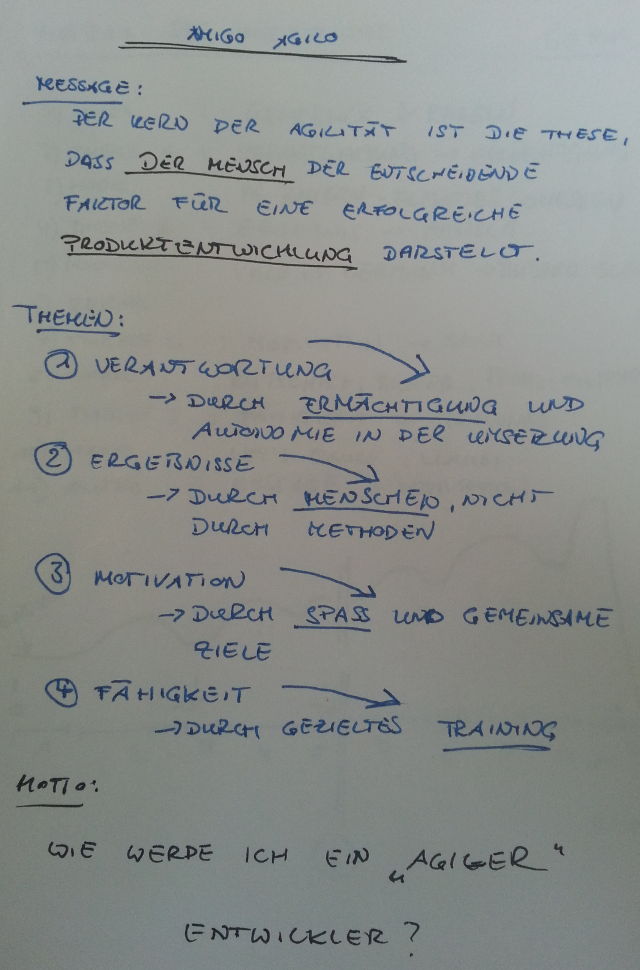 AMIGO AGILO
MESSAGE:
DER KERN DER AGILITÄT IST DIE THESE,
DASS DER MENSCH DER ENTSCHEIDENDE
FAKTOR FÜR EINE ERFOLGREICHE
PRODUKTENTWICKLUNG DARSTELLT.
THEMEN:
1 VERANTWORTUNG
→ DURCH ERMÄCHTIGUNG UND
AUTONOMIE IN DER UMSETZUNG
2 ERGEBNISSE
→ DURCH MENSCHEN, NICHT
DURCH METHODEN
3 MOTIVATION
→ DURCH SPASS UND GEMEINSAME
ZIELE
4 FÄHIGKEIT
→ DURCH GEZIELTES TRAINING
MOTTO:
WIE WERDE ICH EIN „AGIGER“
ENTWICKLER?